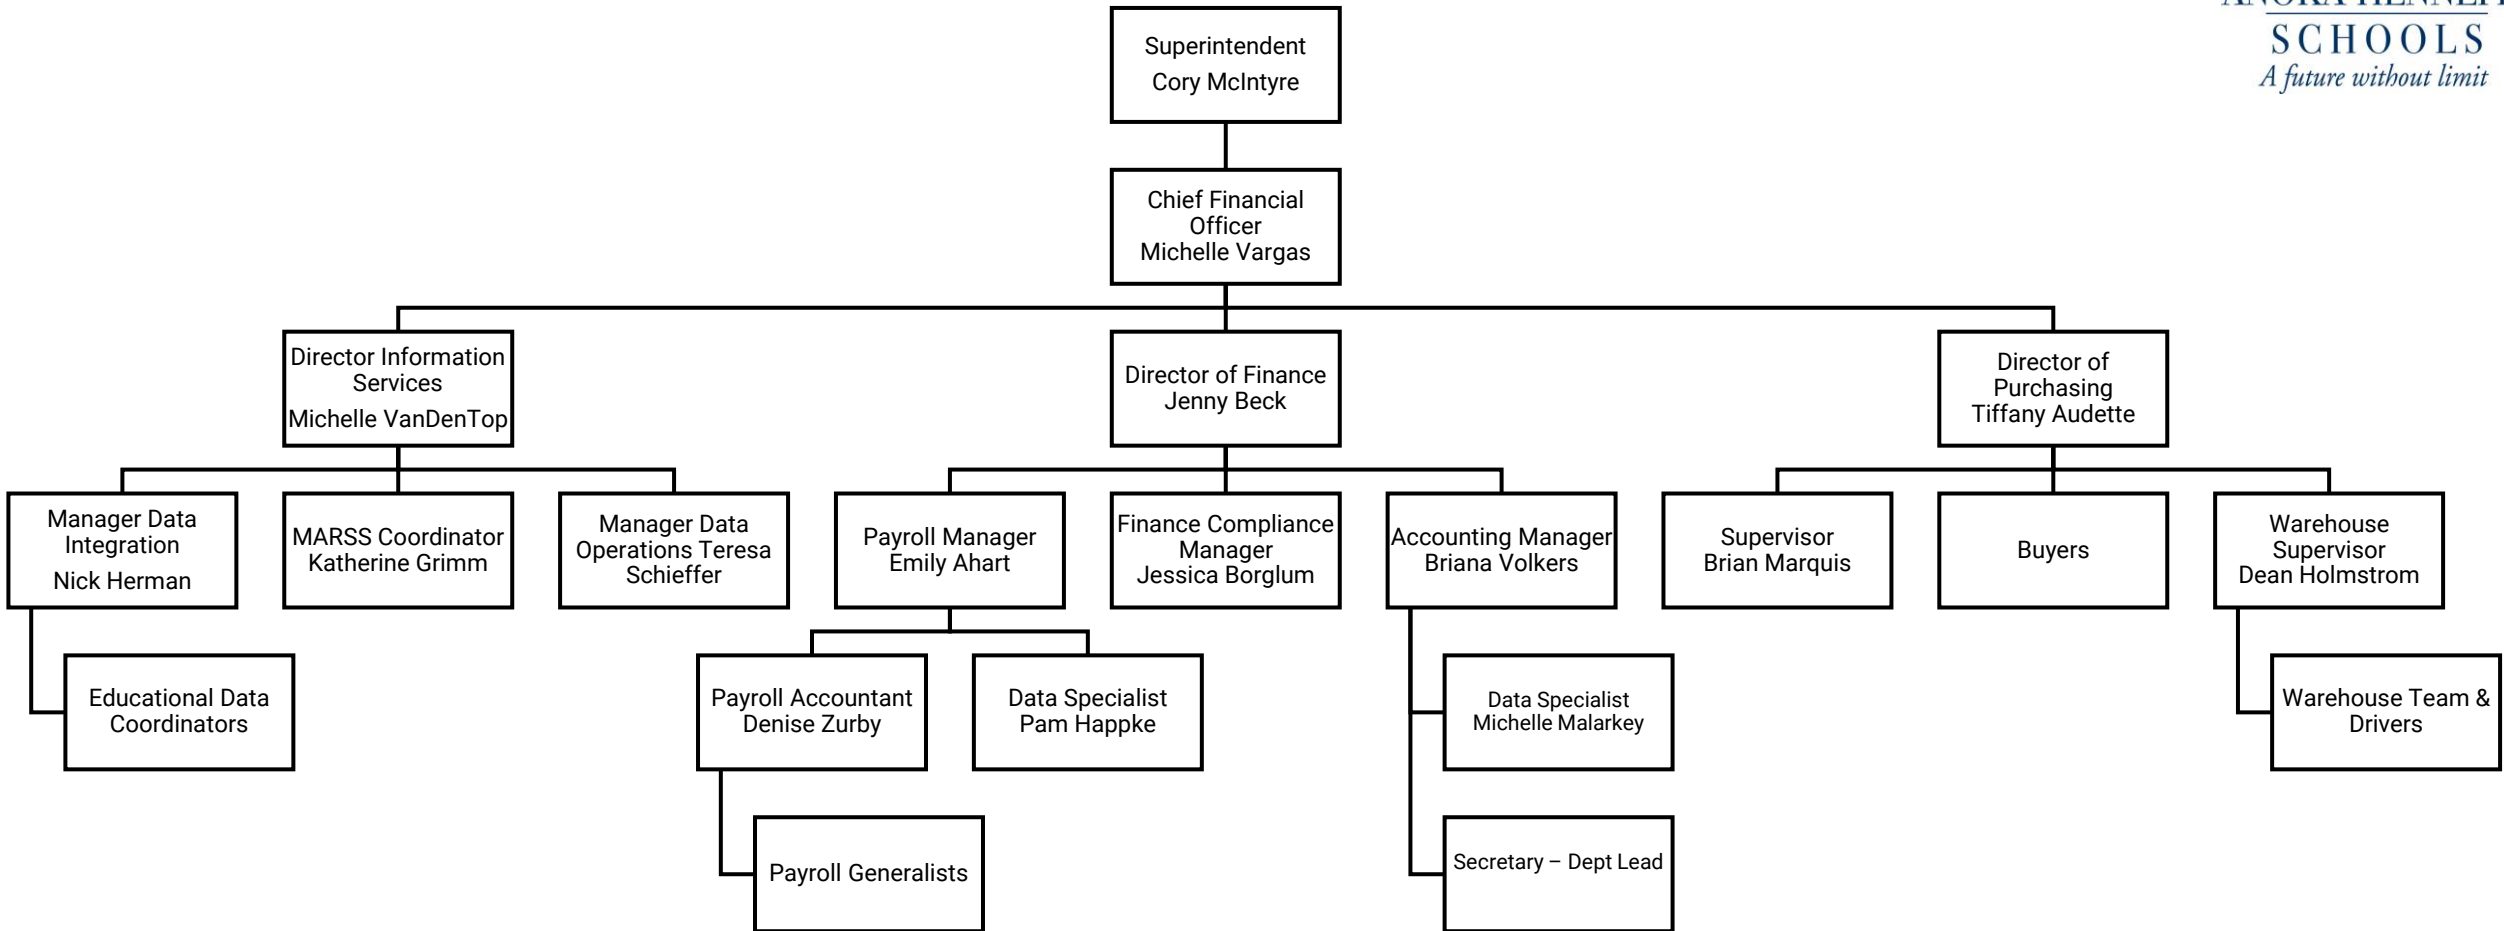 SCHOOLS
A future without limit
Superintendent
Cory McIntyre
Chief Financial
Officer
Michelle Vargas
Director Information
Services
Michelle VanDenTop
Director of Finance
Jenny Beck
Director of
Purchasing
Tiffany Audette
Manager Data
Integration
Nick Herman
MARSS Coordinator
Katherine Grimm
Manager Data
Operations Teresa
Schieffer
Payroll Manager
Emily Ahart
Finance Compliance
Manager
Jessica Borglum
Accounting Manager
Briana Volkers
Supervisor
Brian Marquis
Buyers
Warehouse
Supervisor
Dean Holmstrom
Educational Data
Coordinators
Payroll Accountant
Denise Zurby
Data Specialist
Pam Happke
Data Specialist
Michelle Malarkey
Warehouse Team &
Drivers
Payroll Generalists
Secretary – Dept Lead